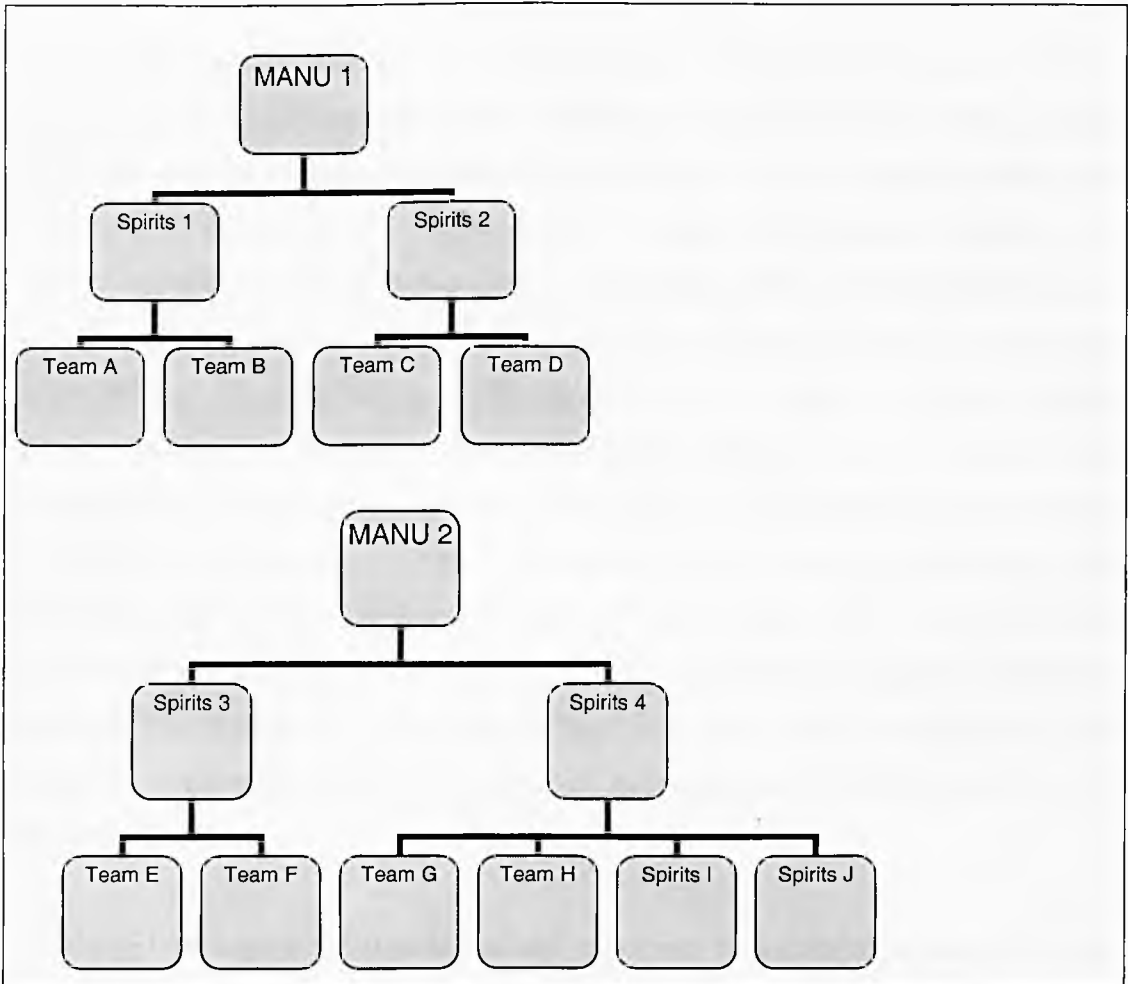 MANU 1
Spirits 1 Spirits 2
Team A Team B Team C Team D
MANU 2
Spirits 3 Spirits 4
Team E Team F Team G Team H Spirits I Spirits J